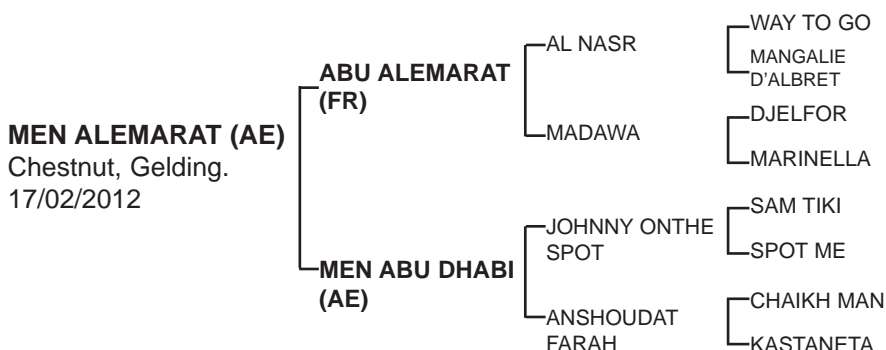 MEN ALEMARAT (AE)
Chestnut, Gelding.
17/02/2012
ABU ALEMARAT
(FR)
MEN ABU DHABI
(AE)
AL NASR
MADAWA
JOHNNY ONTHE
SPOT
ANSHOUDAT
FARAH
WAY TO GO
MANGALIE
D'ALBRET
DJELFOR
MARINELLA
SAM TIKI
SPOT ME
CHAIKH MAN
KASTANETA